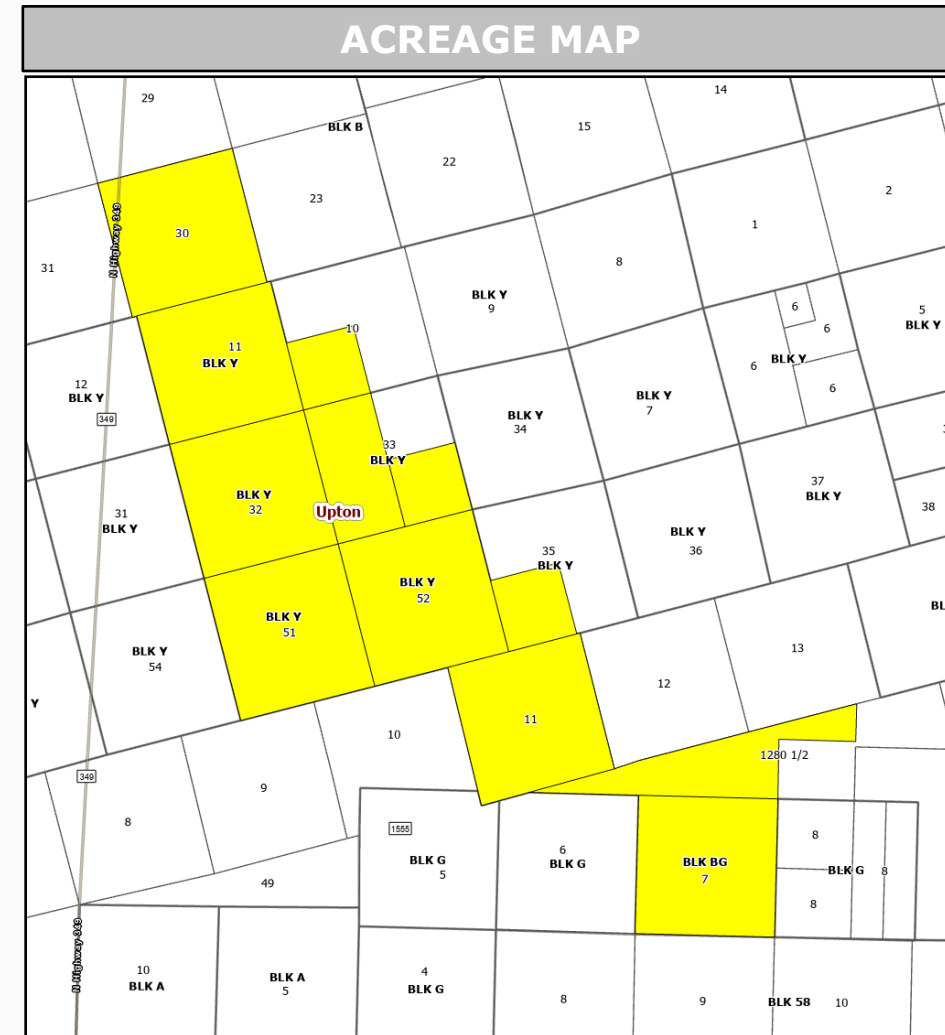 ACREAGE MAP
29
14
BLK B
15
22
2
23
1
30
N Highway 349
8
31
BLK Y
9
6
5
BLK Y
6
10
11
BLK Y
BLK Y
6
12
BLK Y
6
BLK Y
7
BLK Y
34
349
33
BLK Y
37
BLK Y
BLK Y
32
38
31
BLK Y
Upton
BLK Y
36
35
BLK Y
BLK Y
52
BL
BLK Y
51
BLK Y
54
13
12
Y
11
10
1280 1/2
349
9
8
1555
8
6
BLK G
BLK G
5
BLK BG
7
BLK G
8
49
8
N Highway 349
10
BLK A
BLK A
5
4
BLK G
8
9
BLK 58
10